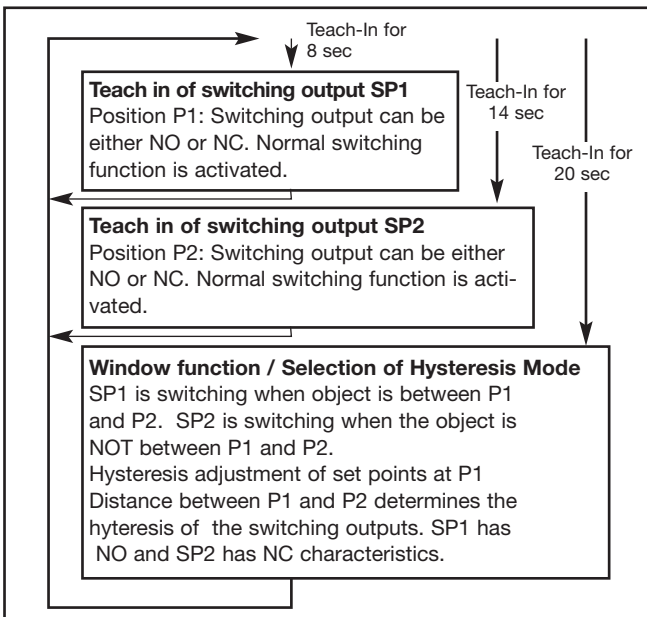 Teach-In for
8 sec
Teach in of switching output SP1
Position P1: Switching output can be
either NO or NC. Normal switching
function is activated.
Teach-In for
14 sec
Teach-In for
20 sec
Teach in of switching output SP2
Position P2: Switching output can be either
NO or NC. Normal switching function is acti-
vated.
Window function / Selection of Hysteresis Mode
SP1 is switching when object is between P1
and P2. SP2 is switching when the object is
NOT between P1 and P2.
Hysteresis adjustment of set points at P1
Distance between P1 and P2 determines the
hyteresis of the switching outputs. SP1 has
NO and SP2 has NC characteristics.